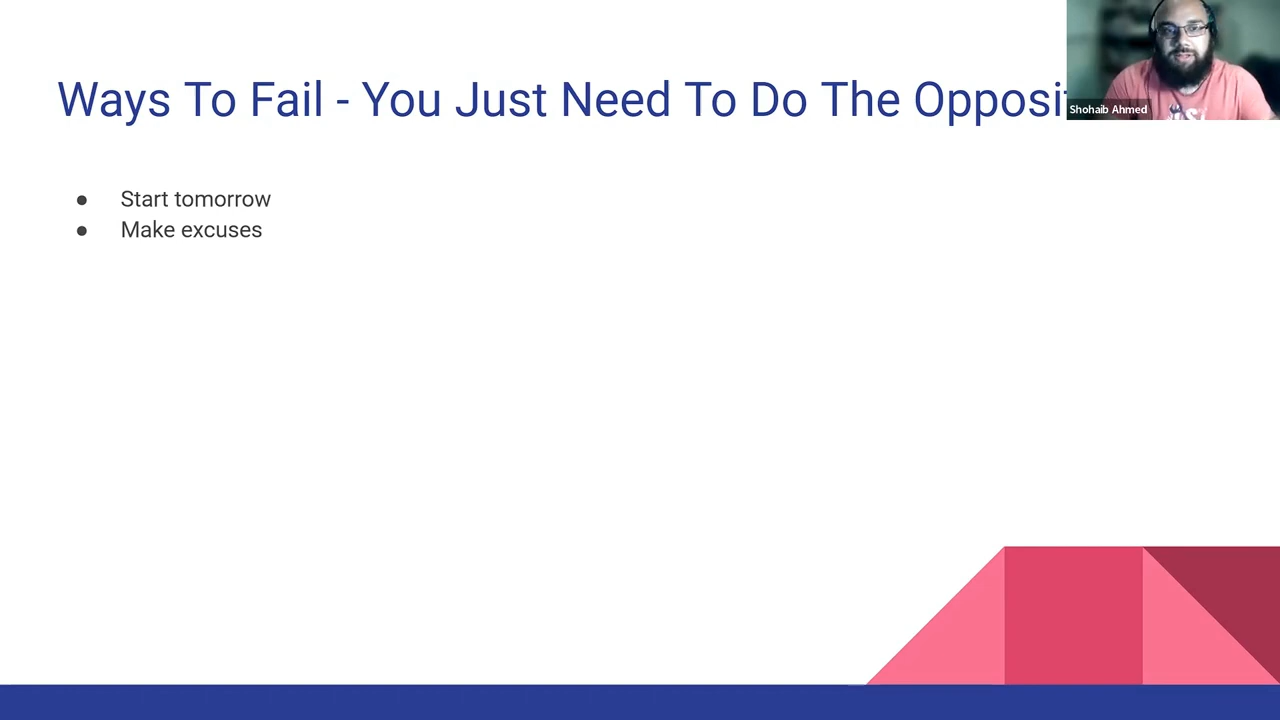 Ways To Fail - You Just Need To Do The Opposi
Shohaib Ahmed
● Start tomorrow
● Make excuses